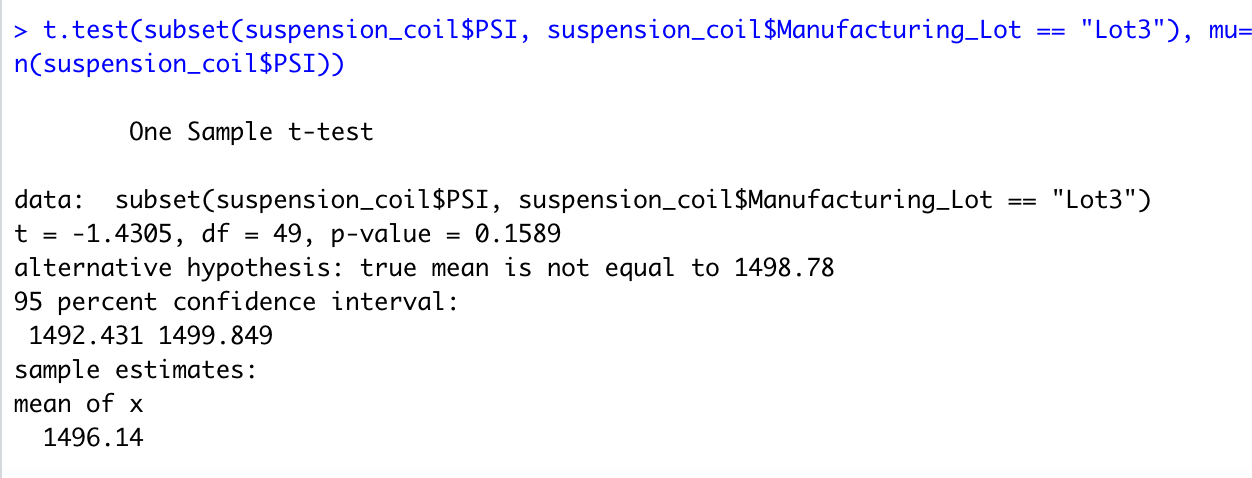 > t.test(subset(suspension_coil$PSI, suspension_coil$Manufacturing_Lot == "Lot3"), mu=
n(suspension_coil$PSI))
One Sample t-test
data:  subset(suspension_coil$PSI, suspension_coil$Manufacturing_Lot == "Lot3")
t = -1.4305, df = 49, p-value = 0.1589
alternative hypothesis: true mean is not equal to 1498.78
95 percent confidence interval:
 1492.431 1499.849
sample estimates:
mean of x
  1496.14